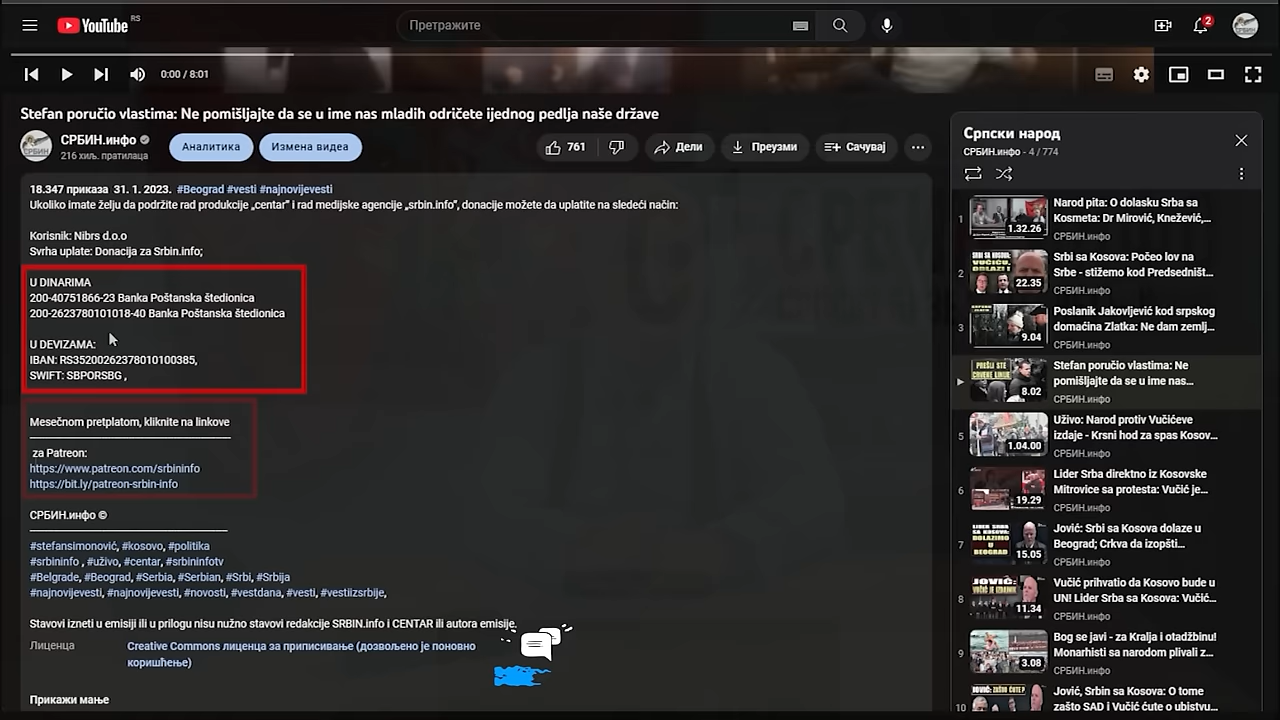 YouTube RS
Претражите
2
0:00 / 8:01
Stefan poručio vlastima: Ne pomišljajte da se u ime nas mladih odričete ijednog pedlja naše države
СРБИН.инфо
216 хиљ. пратилаца
Аналитика
Измена видеа
761
Дели
Преузми
Сачувај
18.347 приказа 31. 1. 2023. #Beograd #vesti #najnovijevesti
Ukoliko imate želju da podržite rad produkcije „centar" i rad medijske agencije „srbin.info", donacije možete da uplatite na sledeći način:
Korisnik: Nibrs d.o.o
Svrha uplate: Donacija za Srbin.info;
U DINARIMA
200-40751866-23 Banka Poštanska štedionica
200-2623780101018-40 Banka Poštanska štedionica
U DEVIZAMA:
IBAN: RS35200262378010100385,
SWIFT: SBPORSBG ,
Mesečnom pretplatom, kliknite na linkove
za Patreon:
https://www.patreon.com/srbininfo
https://bit.ly/patreon-srbin-info
СРБИН.инфо ©
#stefansimonović, #kosovo, #politika
#srbininfo , #uživo, #centar, #srbininfotv
#Belgrade, #Beograd, #Serbia, #Serbian, #Srbi, #Srbija
#najnovijevesti, #najnovijevesti, #novosti, #vestdana, #vesti, #vestiizsrbije,
Stavovi izneti u emisiji ili u prilogu nisu nužno stavovi redakcije SRBIN.info i CENTAR ili autora emisije.
Лиценца
Creative Commons лиценца за приписивање (дозвољено је поновно
коришћење)
Прикажи мање
Српски народ
СРБИН.инфо - 4 / 774
1
1.32.26
Narod pita: O dolasku Srba sa
Kosmeta: Dr Mirović, Knežević,...
СРБИН.инфо
2
22.35
Srbi sa Kosova: Počeo lov na
Srbe - stižemo kod Predsedništ...
СРБИН.инфо
3
9.04
Poslanik Jakovljević kod srpskog
domaćina Zlatka: Ne dam zemlj...
СРБИН.инфо
8.02
Stefan poručio vlastima: Ne
pomišljajte da se u ime nas...
СРБИН.инфо
5
1.04.00
Uživo: Narod protiv Vučićeve
izdaje - Krsni hod za spas Kosov...
СРБИН.инфо
6
19.29
Lider Srba direktno iz Kosovske
Mitrovice sa protesta: Vučić je...
СРБИН.инфо
7
15.05
Jović: Srbi sa Kosova dolaze u
Beograd; Crkva da izopšti...
СРБИН.инфо
8
11.34
Vučić prihvatio da Kosovo bude u
UN! Lider Srba sa Kosova: Vučić...
СРБИН.инфо
9
3.08
Bog se javi - za Kralja i otadžbinu!
Monarhisti sa narodom plivali z...
СРБИН.инфо
10
Jović, Srbin sa Kosova: O tome
zašto SAD i Vučić ćute o ubistvu...